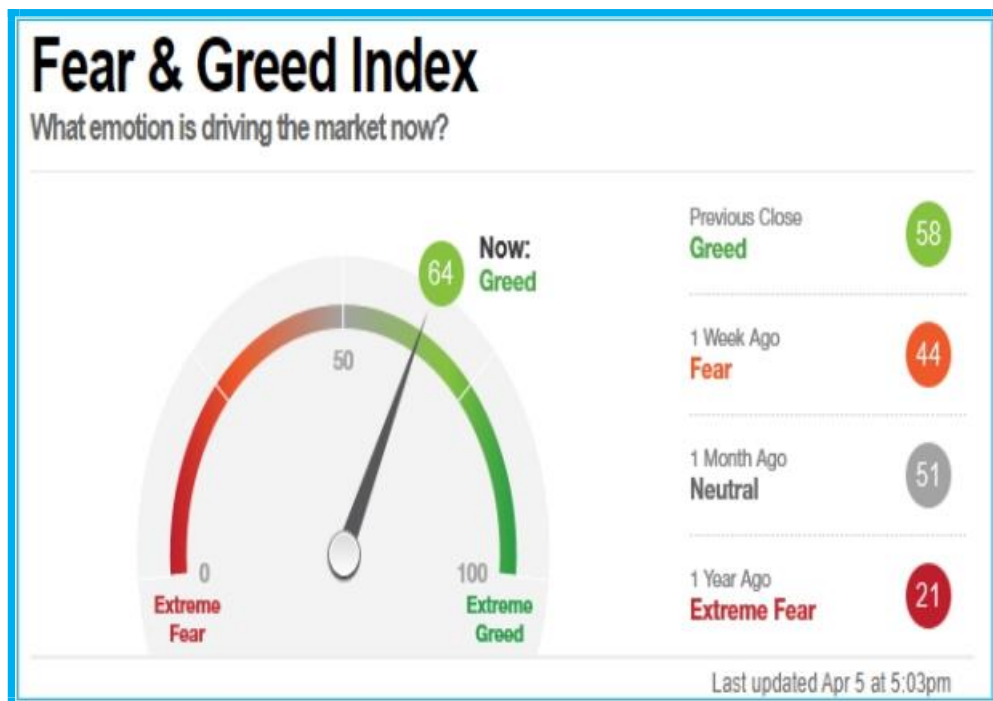 Fear & Greed Index
What emotion is driving the market now?
64
Now:
Greed
50
0
100
Extreme
Fear
Extreme
Greed
Previous Close
Greed
58
1 Week Ago
Fear
44
1 Month Ago
Neutral
51
1 Year Ago
Extreme Fear
21
Last updated Apr 5 at 5:03pm